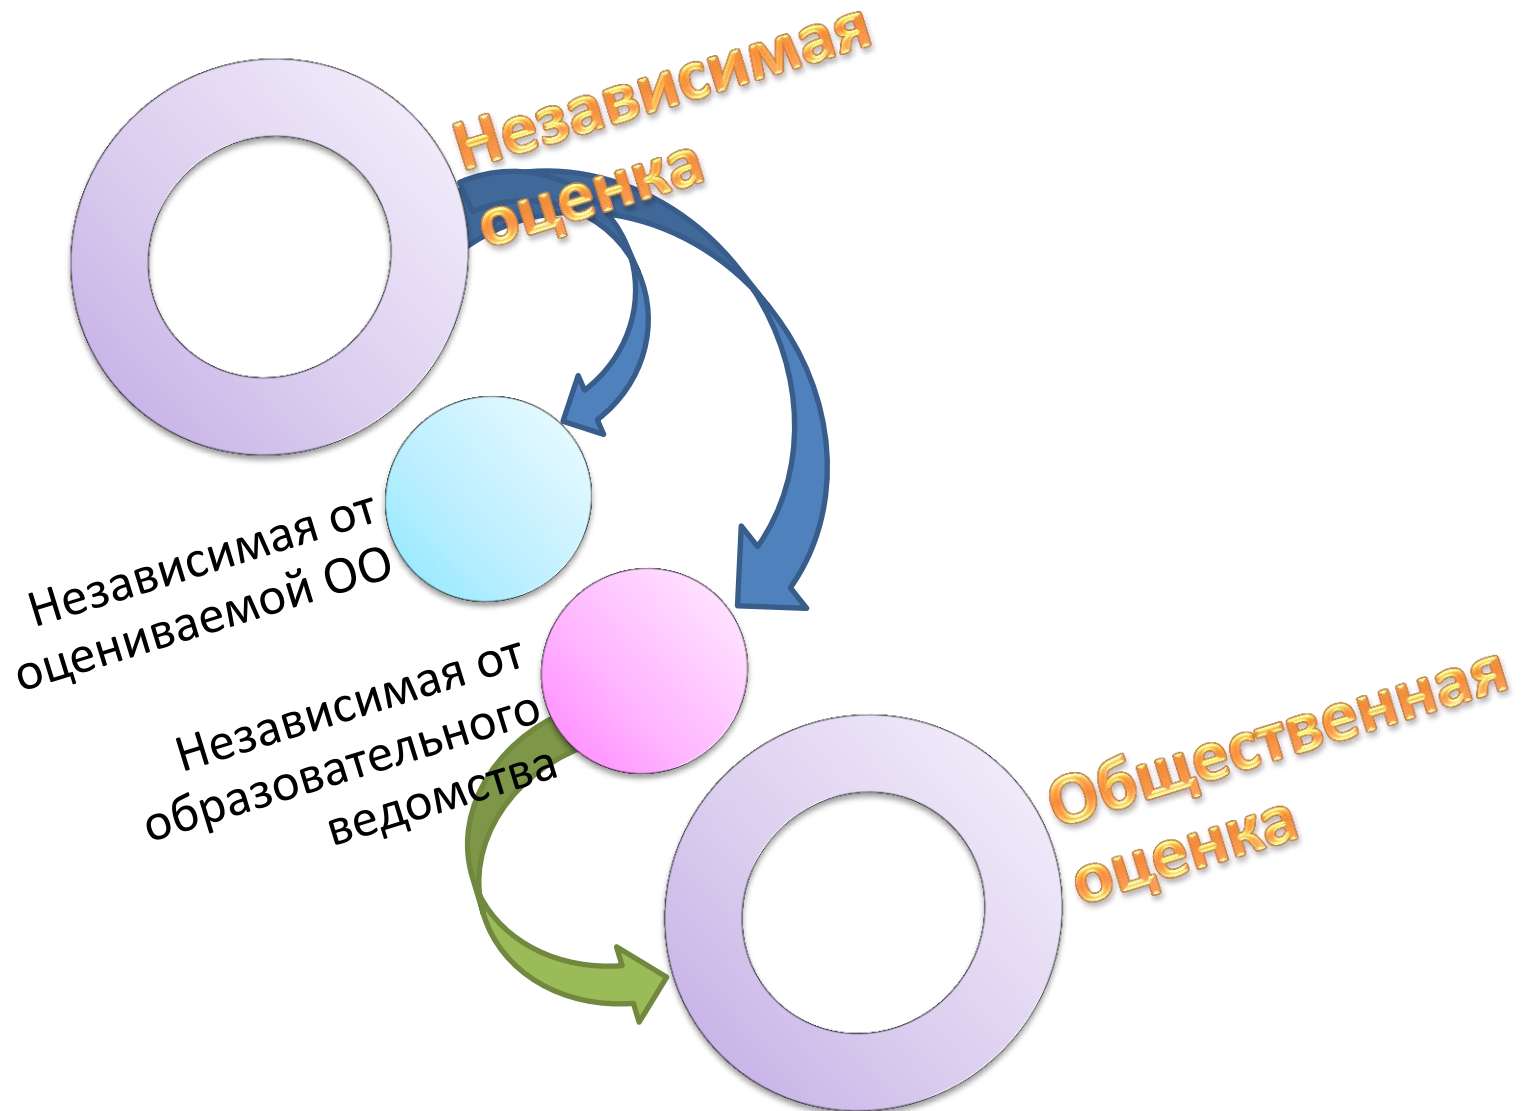 Независимая
оценка
Независимая от
оцениваемой ОО
Независимая от
образовательного
ведомства
Общественная
оценка